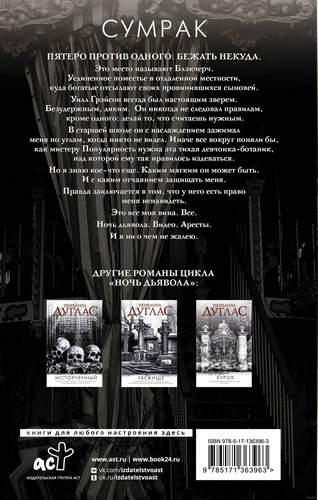 СУМРАК
ПЯТЕРО ПРОТИВ ОДНОГО. БЕЖАТЬ НЕКУДА.
Это место называют Блэкчерч.
Уединенное поместье в отдаленной местности,
куда богатые отсылают своих провинившихся сыновей.
Уилл Грэйсон всегда был настоящим зверем.
Безудержным, диким. Он никогда не следовал правилам,
кроме одного: делай то, что считаешь нужным.
В старшей школе он с наслаждением зажимал
меня по углам, когда никто не видел. Иначе все вокруг поняли бы,
как мистеру Популярность нужна эта тихая девчонка-ботаник,
над которой ему так нравилось издеваться.
Но я знаю кое-что еще. Каким мягким он может быть.
И с каким отчаянием защищать меня.
Правда заключается в том, что у него есть право
меня ненавидеть.
Это все моя вина. Все.
Ночь дьявола. Видео. Аресты.
И я ни о чем не жалею.
ДРУГИЕ РОМАНЫ ЦИКЛА
«НОЧЬ ДЬЯВОЛА»:
ПЕНЕЛОПА
ДУГЛАС
ИСПОРЧЕННЫЙ
ПЕНЕЛОПА
ДУГЛАС
УБЕЖИЩЕ
ПЕНЕЛОПА
ДУГЛАС
КУРОК
КНИГИ ДЛЯ ЛЮБОГО НАСТРОЕНИЯ ЗДЕСЬ
аст
ИЗДАТЕЛЬСКАЯ ГРУППА АСТ
www.ast.ru | www.book24.ru
vk.com/izdatelstvoast
ok.ru/izdatelstvoast
ISBN 978-5-17-136396-3
9 785171 363963